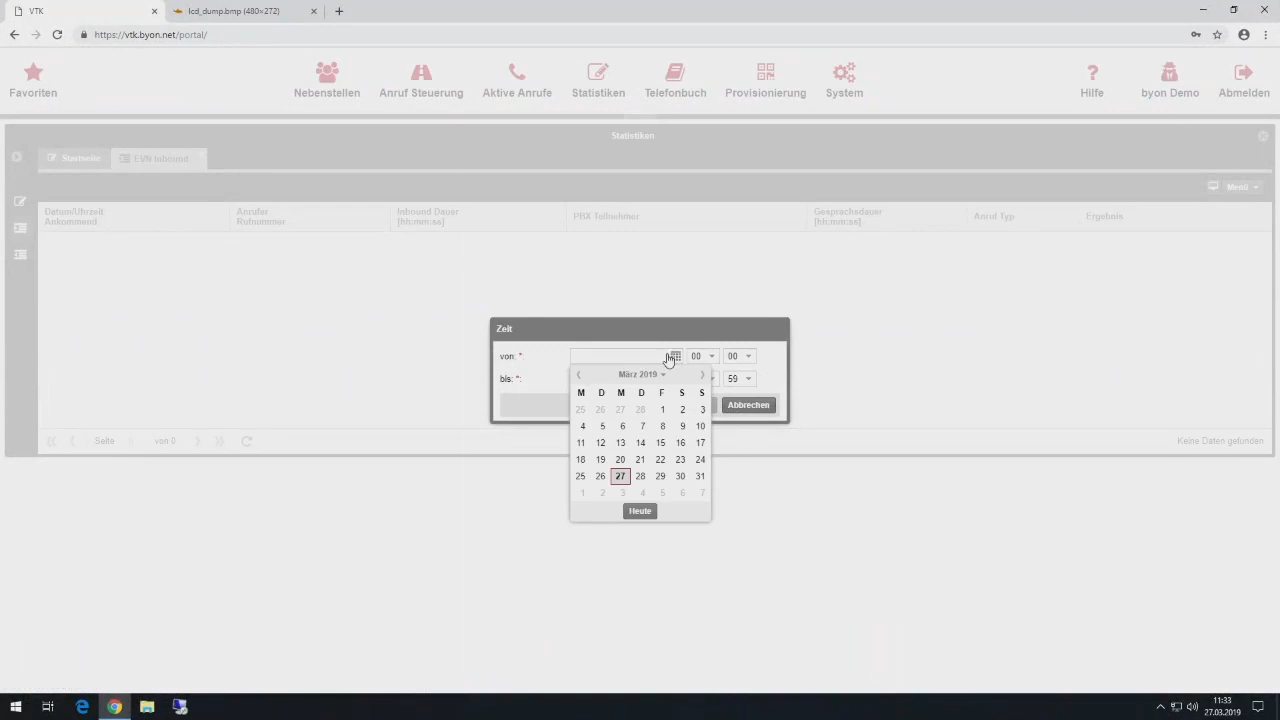 VTK
lcd_dump.bmp (480×272)
https://vtk.byon.net/portal/
Favoriten
Nebenstellen
Anruf Steuerung
Aktive Anrufe
Statistiken
Telefonbuch
Provisionierung
System
Hilfe
byon Demo
Abmelden
Statistiken
Startseite
EVN Inbound
Menü
Datum/Uhrzeit
Ankommend
Anrufer
Rufnummer
Inbound Dauer
[hh:mm:ss]
PBX Teilnehmer
Gesprächsdauer
[hh:mm:ss]
Anruf Typ
Ergebnis
Zeit
von: *
00
00
bis: *:
59
Abbrechen
März 2019
M D M D F S S
25 26 27 28 1 2 3
4 5 6 7 8 9 10
11 12 13 14 15 16 17
18 19 20 21 22 23 24
25 26 27 28 29 30 31
1 2 3 4 5 6 7
Heute
Seite
von 0
Keine Daten gefunden
11:33
27.03.2019